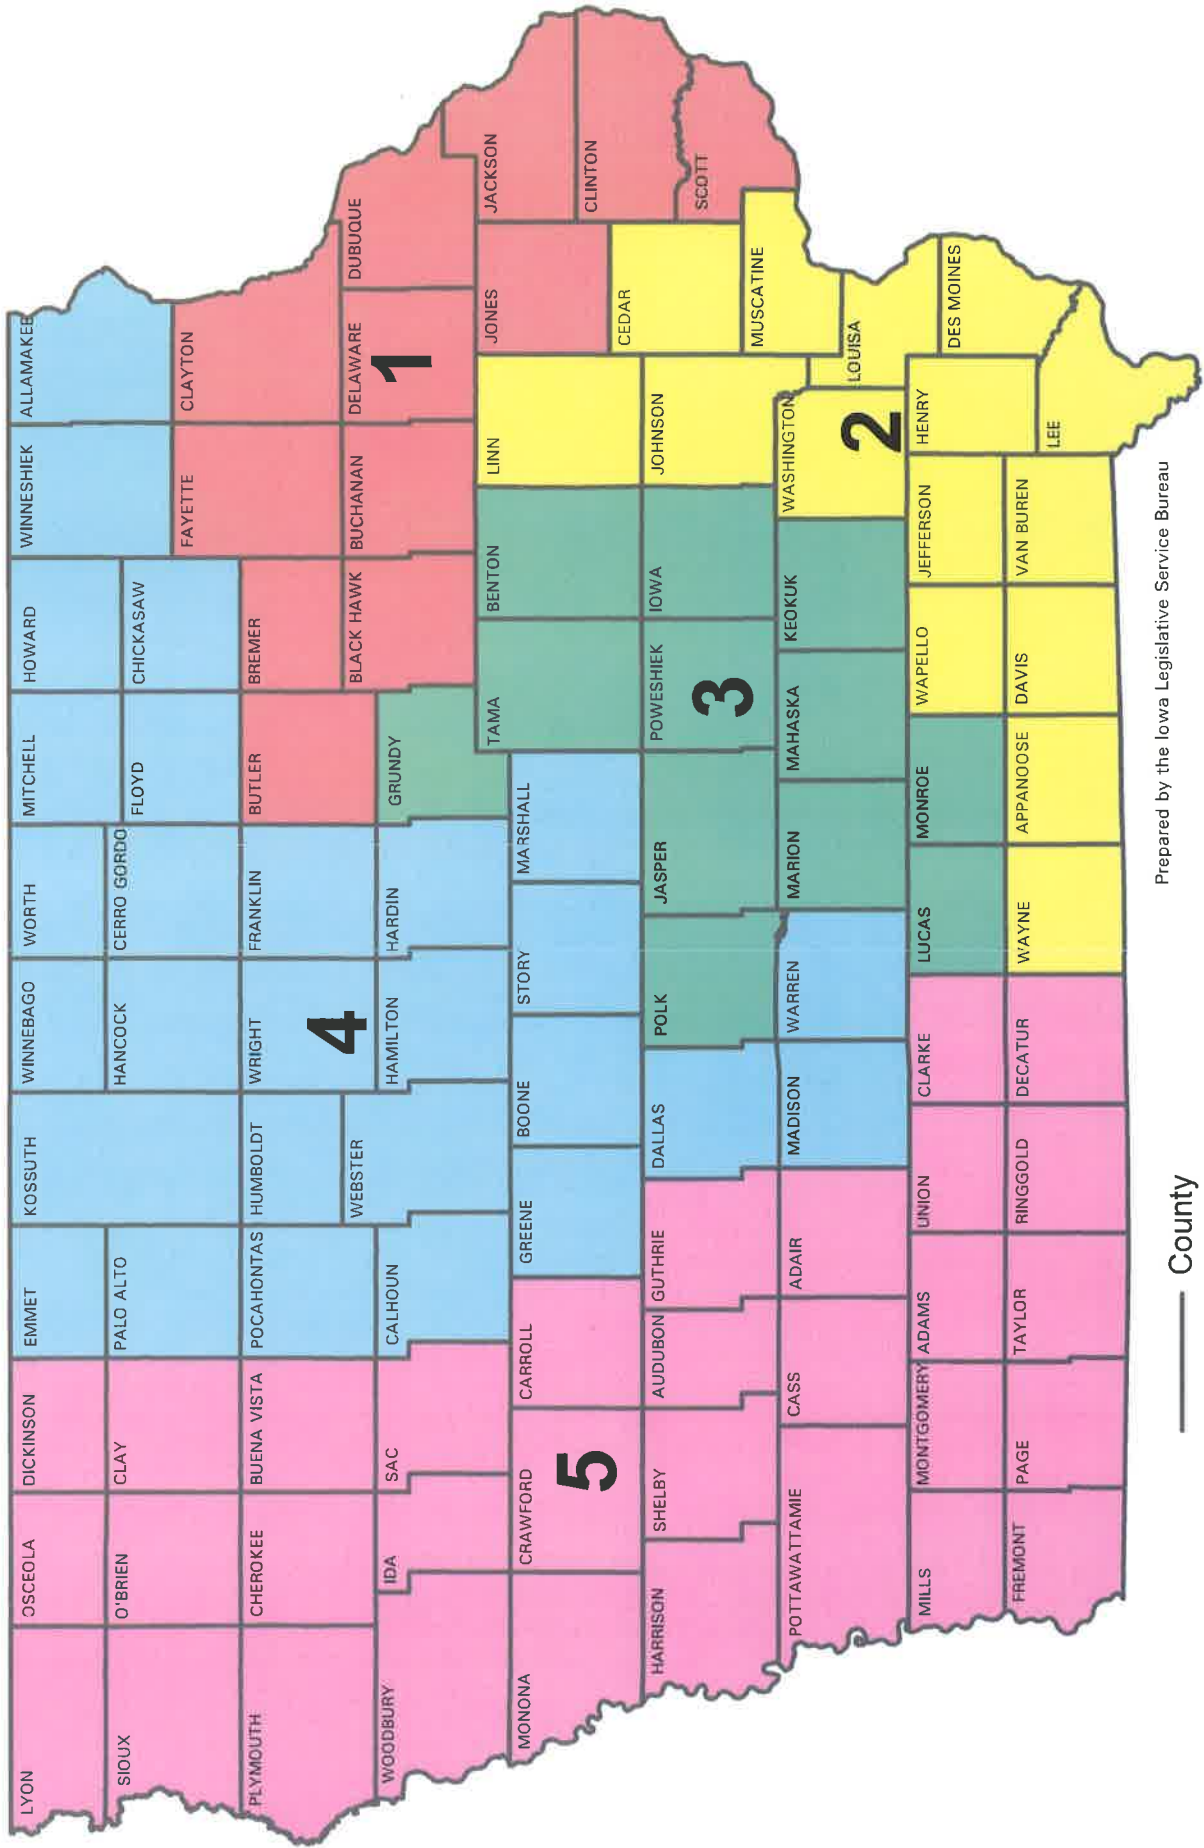 LYON
OSCEOLA
DICKINSON
EMMET
KOSSUTH
WINNEBAGO
WORTH
MITCHELL
HOWARD
WINNESHIEK
ALLAMAKEE
SIOUX
O'BRIEN
CLAY
PALO ALTO
HANCOCK
CERRO GORDO
FLOYD
CHICKASAW
PLYMOUTH
CHEROKEE
BUENA VISTA
POCAHONTAS
HUMBOLDT
WRIGHT
FRANKLIN
BUTLER
BREMER
FAYETTE
CLAYTON
4
WOODBURY
IDA
SAC
CALHOUN
WEBSTER
HAMILTON
HARDIN
GRUNDY
BLACK HAWK
BUCHANAN
DELAWARE
DUBUQUE
1
MONONA
CRAWFORD
CARROLL
GREENE
BOONE
STORY
MARSHALL
TAMA
BENTON
LINN
JONES
JACKSON
5
CLINTON
HARRISON
SHELBY
AUDUBON
GUTHRIE
DALLAS
POLK
JASPER
POWESHIEK
IOWA
JOHNSON
CEDAR
SCOTT
3
POTTAWATTAMIE
CASS
ADAIR
MADISON
WARREN
MARION
MAHASKA
KEOKUK
WASHINGTON
MUSCATINE
2
LOUISA
MILLS
MONTGOMERY
ADAMS
UNION
CLARKE
LUCAS
MONROE
WAPELLO
JEFFERSON
HENRY
DES MOINES
FREMONT
PAGE
TAYLOR
RINGGOLD
DECATUR
WAYNE
APPANOOSE
DAVIS
VAN BUREN
LEE
Prepared by the Iowa Legislative Service Bureau
County